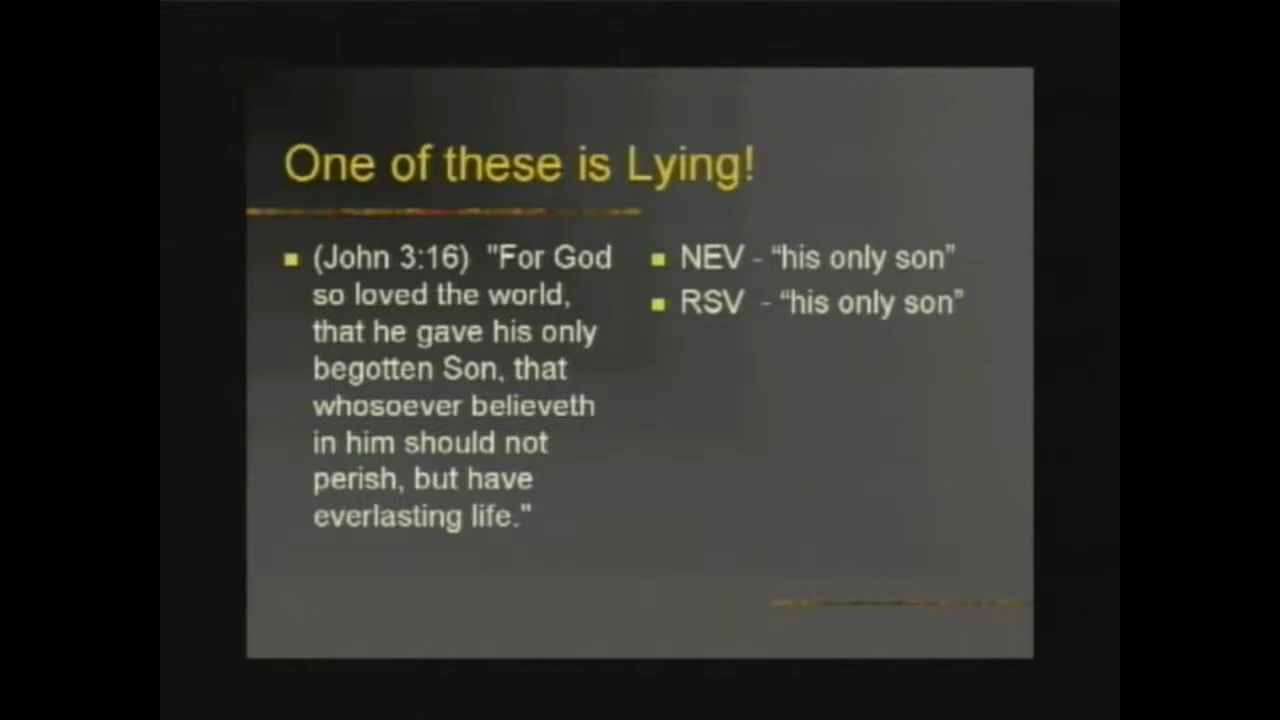 One of these is Lying!
(John 3:16) "For God
so loved the world,
that he gave his only
begotten Son, that
whosoever believeth
in him should not
perish, but have
everlasting life."
NEV - “his only son”
RSV - “his only son”